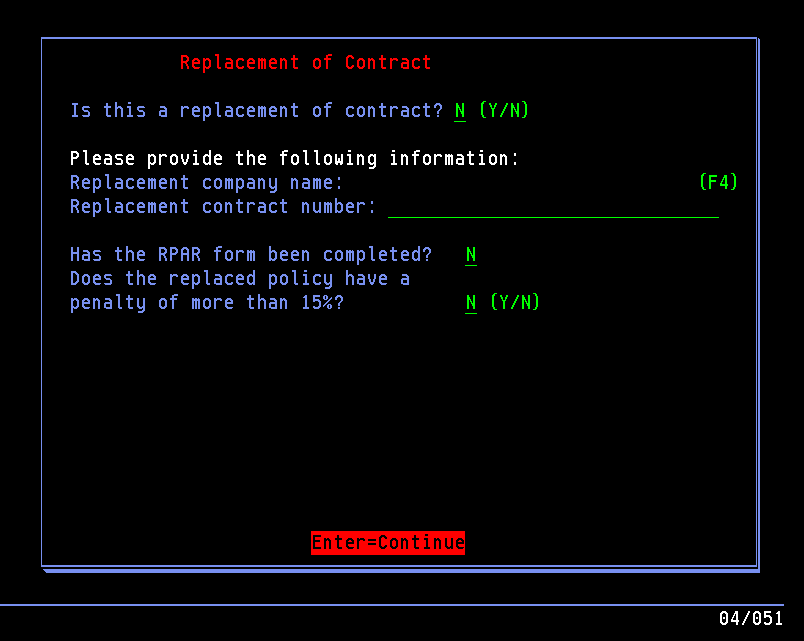 Replacement of Contract
Is this a replacement of contract? N (Y/N)
Please provide the following information:
Replacement company name: (F4)
Replacement contract number:
Has the RPAR form been completed? N
Does the replaced policy have a
penalty of more than 15%? N (Y/N)
Enter=Continue
04/051